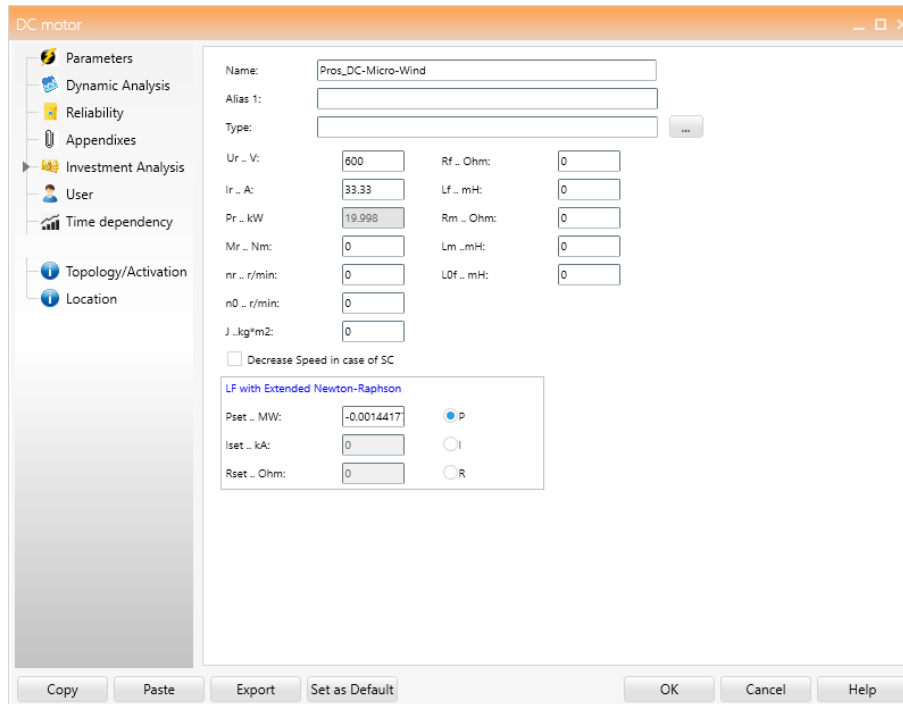 DC motor
Parameters
Dynamic Analysis
Reliability
Appendixes
Investment Analysis
User
Time dependency
Topology/Activation
Location
Name: Pros_DC-Micro-Wind
Alias 1:
Type: ...
Ur .. V: 600 Rf .. Ohm: 0
Ir .. A: 33.33 Lf .. mH: 0
Pr .. kW 19.998 Rm .. Ohm: 0
Mr .. Nm: 0 Lm ..mH: 0
nr .. r/min: 0 L0f .. mH: 0
n0 .. r/min: 0
J ..kg*m2: 0
Decrease Speed in case of SC
LF with Extended Newton-Raphson
Pset .. MW: -0.0014417 P
Iset .. kA: 0 I
Rset .. Ohm: 0 R
Copy Paste Export Set as Default OK Cancel Help